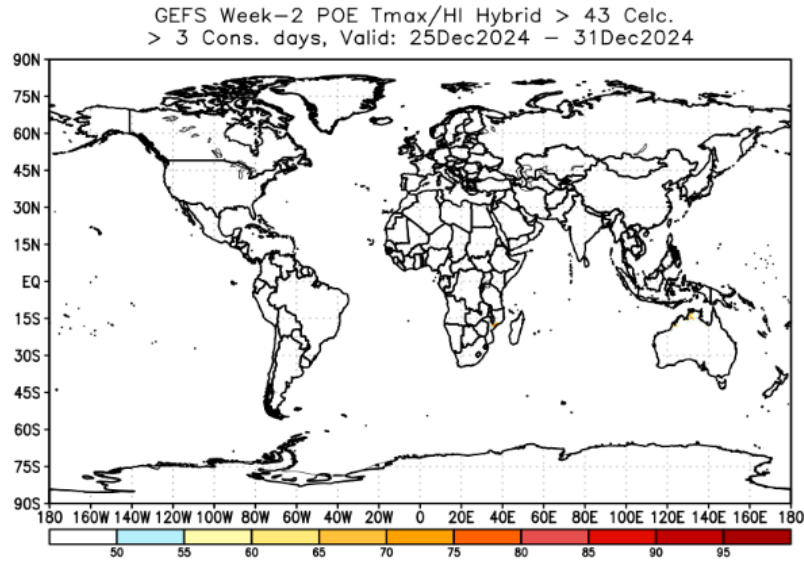 GEFS Week-2 POE Tmax/HI Hybrid > 43 Celc.
> 3 Cons. days, Valid: 25Dec2024 - 31Dec2024
90N
75N
60N
45N
30N
15N
EQ
15S
30S
45S
60S
75S
90S
180 160W 140W 120W 100W 80W 60W 40W 20W 0 20E 40E 60E 80E 100E 120E 140E 160E 180
50 55 60 65 70 75 80 85 90 95